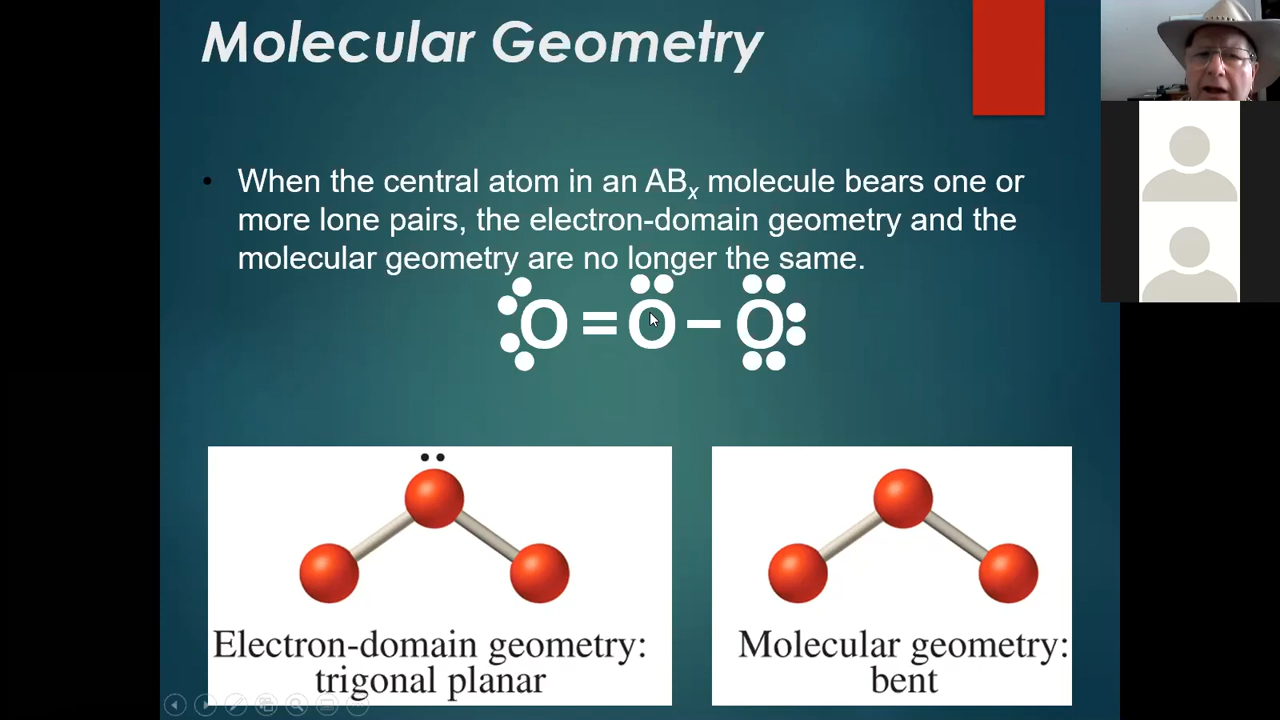 Molecular Geometry
• When the central atom in an ABx molecule bears one or
more lone pairs, the electron-domain geometry and the
molecular geometry are no longer the same.
O = O – O
Electron-domain geometry:
trigonal planar
Molecular geometry:
bent